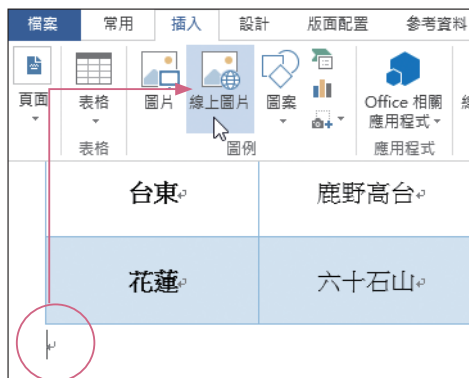 檔案 常用 插入 設計 版面配置 參考資料
頁面 表格 圖片 線上圖片 圖案 Office 相關
應用程式
表格 圖例 應用程式
台東 鹿野高台
花蓮 六十石山